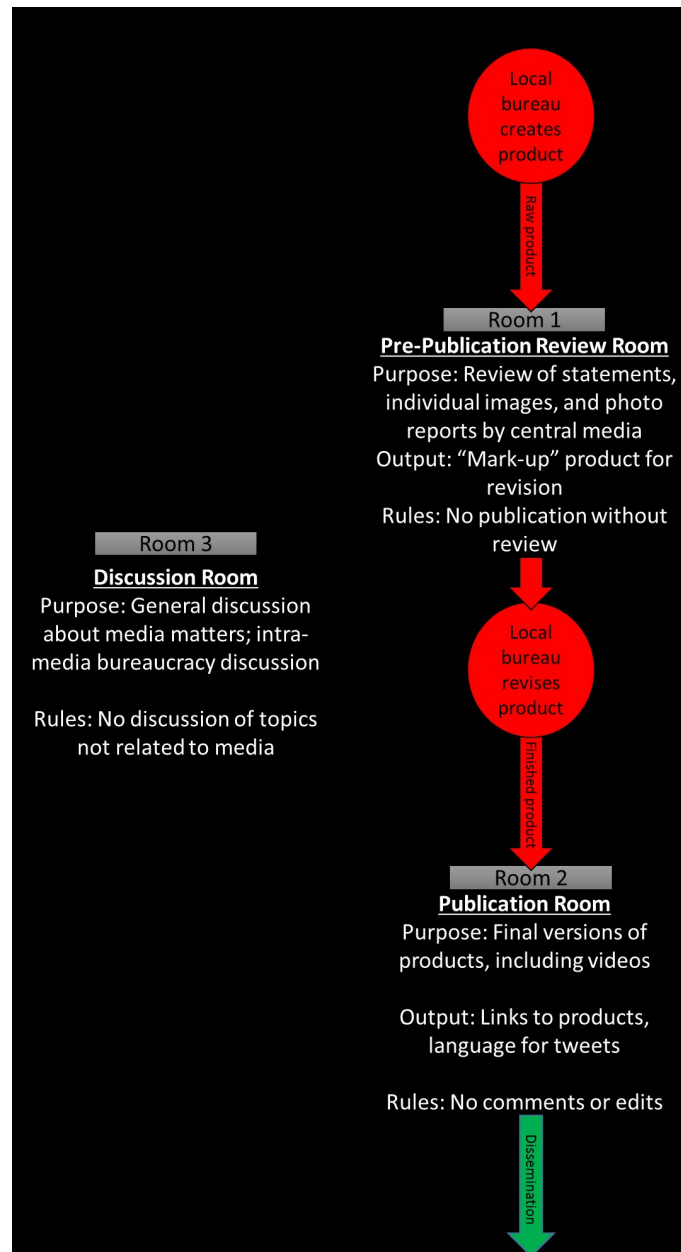 Local
bureau
creates
product
Raw product
Room 1
Pre-Publication Review Room
Purpose: Review of statements,
individual images, and photo
reports by central media
Output: “Mark-up” product for
revision
Rules: No publication without
review
Room 3
Discussion Room
Purpose: General discussion
about media matters; intra-
media bureaucracy discussion
Rules: No discussion of topics
not related to media
Local
bureau
revises
product
Finished product
Room 2
Publication Room
Purpose: Final versions of
products, including videos
Output: Links to products,
language for tweets
Rules: No comments or edits
Dissemination